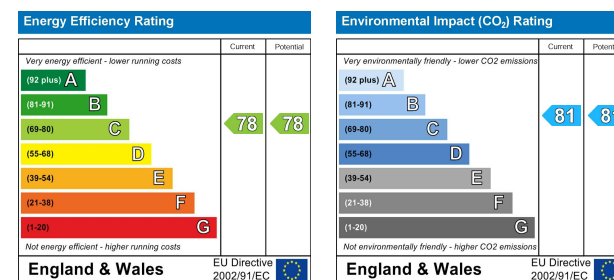 Energy Efficiency Rating
Current Potential
Very energy efficient - lower running costs
(92 plus) A
(81-91) B
(69-80) C
78 78
(55-68) D
(39-54) E
(21-38) F
(1-20) G
Not energy efficient - higher running costs
England & Wales
EU Directive
2002/91/EC
Environmental Impact (CO₂) Rating
Current Potent
Very environmentally friendly - lower CO2 emissions
(92 plus) A
(81-91) B
81 8
(69-80) C
(55-68) D
(39-54) E
(21-38) F
(1-20) G
Not environmentally friendly - higher CO2 emissions
England & Wales
EU Directive
2002/91/EC